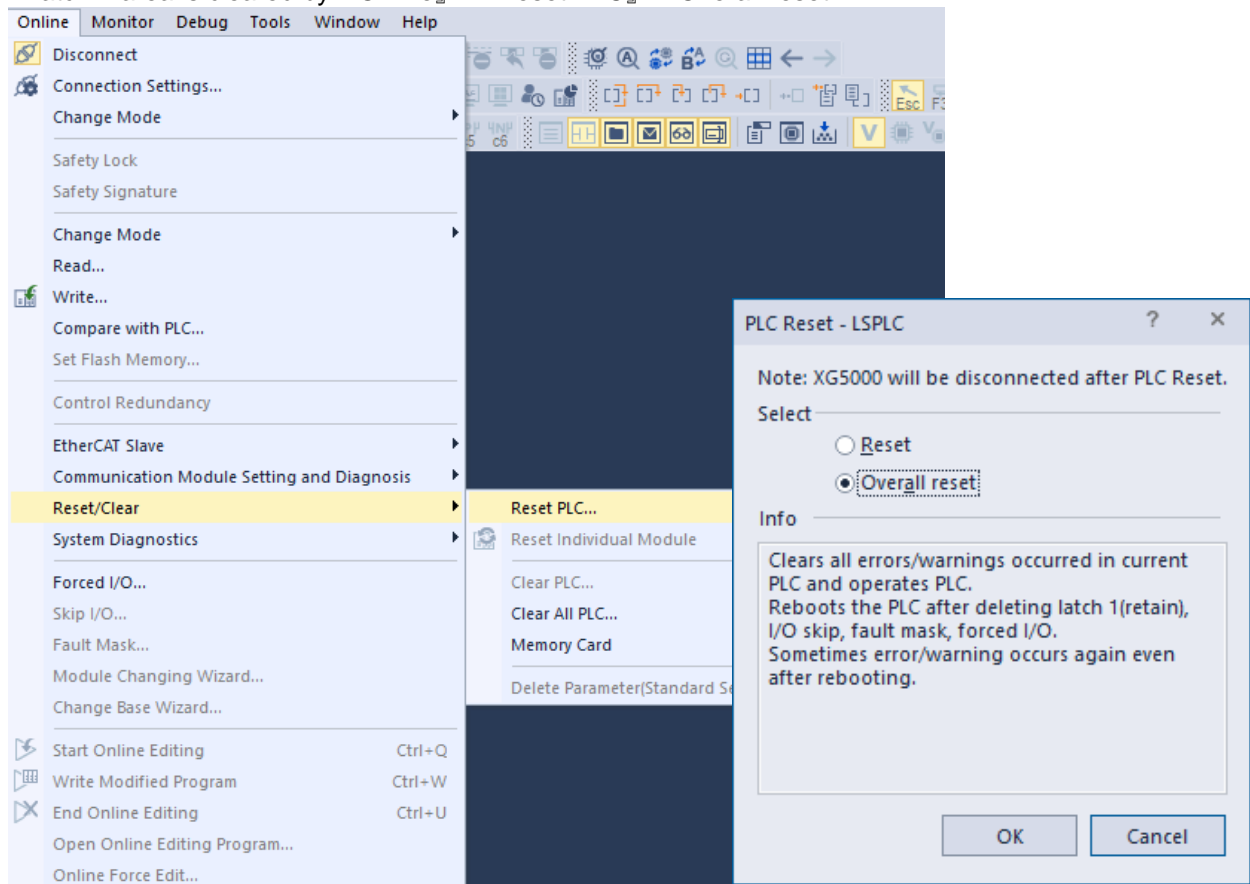 Online Monitor Debug Tools Window Help
Disconnect
Connection Settings...
Change Mode
Safety Lock
Safety Signature
Change Mode
Read...
Write...
Compare with PLC...
Set Flash Memory...
Control Redundancy
EtherCAT Slave
Communication Module Setting and Diagnosis
Reset/Clear
System Diagnostics
Forced I/O...
Skip I/O...
Fault Mask...
Module Changing Wizard...
Change Base Wizard...
Start Online Editing Ctrl+Q
Write Modified Program Ctrl+W
End Online Editing Ctrl+U
Open Online Editing Program...
Online Force Edit...
Esc
c6
V
Reset PLC...
Reset Individual Module
Clear PLC...
Clear All PLC...
Memory Card
Delete Parameter(Standard
PLC Reset - LSPLC ? ×
Note: XG5000 will be disconnected after PLC Reset.
Select
Reset
Overall reset
Info
Clears all errors/warnings occurred in current
PLC and operates PLC.
Reboots the PLC after deleting latch 1(retain),
I/O skip, fault mask, forced I/O.
Sometimes error/warning occurs again even
after rebooting.
OK Cancel